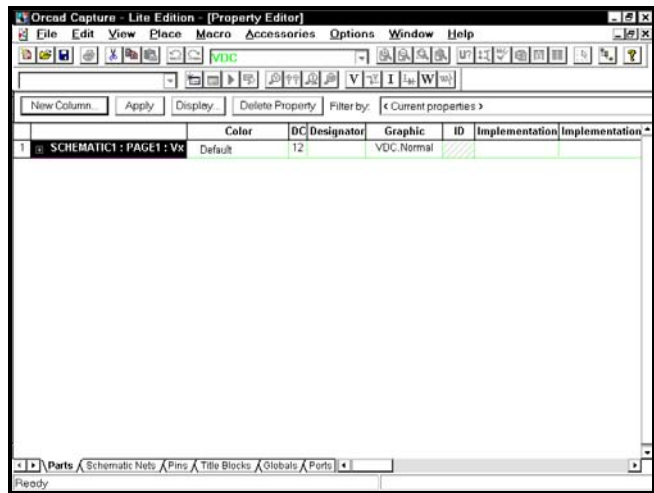 Orcad Capture - Lite Edition - [Property Editor]
File Edit View Place Macro Accessories Options Window Help
VDC
V I W
New Column... Apply Display... Delete Property Filter by: < Current properties >
Color DC Designator Graphic ID Implementation Implementation
1 SCHEMATIC1 : PAGE1 : Vx Default 12 VDC.Normal
Parts Schematic Nets Pins Title Blocks Globals Ports
Ready